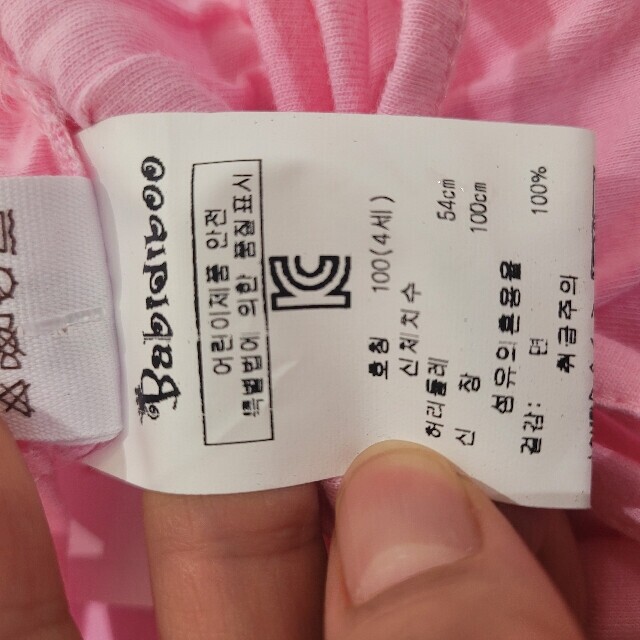 Babidiboo
어린이제품 안전
특별법에 의한 품질표시
KC
호칭 100(4세)
신체치수
허리둘레 54cm
신 장 100cm
섬유의 혼용율
겉감: 면 100%
취급주의